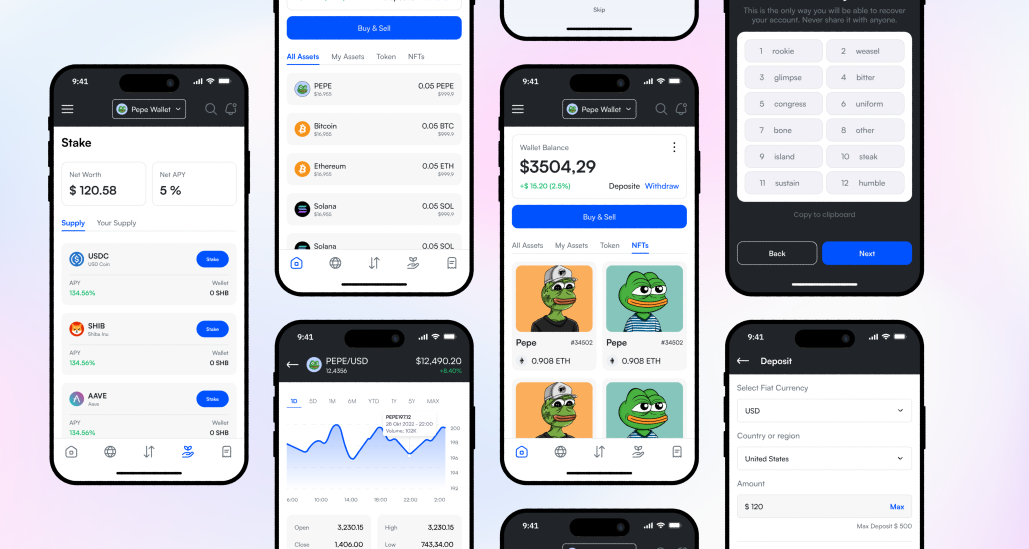 9:41
Pepe Wallet
Stake
Net Worth
$ 120.58
Net APY
5 %
Supply
Your Supply
USDC
USD Coin
Stake
APY
Wallet
134.56%
0 SHB
SHIB
Shiba Inu
Stake
APY
Wallet
134.56%
0 SHB
AAVE
Aave
Stake
APY
Wallet
134.56%
0 SHB
Buy & Sell
All Assets
My Assets
Token
NFTs
PEPE
$16,955
0.05 PEPE
$999.9
Bitcoin
$16,955
0.05 BTC
$999.9
Ethereum
$16,955
0.05 ETH
$999.9
Solana
$16,955
0.05 SOL
$999.9
Solana
0.05 SOL
9:41
PEPE/USD
12,4356
$12,490.20
+8.40%
1D
5D
1M
6M
YTD
1Y
5Y
MAX
PEPE197.12
26 Okt 2022 - 22:00
Volume: 102K
200
198
196
194
192
6:00
10:00
14:00
18:00
22:00
2:00
Open
3,230.15
High
3,230.15
Close
1,406.00
Low
743,34.00
Skip
9:41
Pepe Wallet
Wallet Balance
$3504,29
+$ 15.20 (2.5%)
Deposite
Withdraw
Buy & Sell
All Assets
My Assets
Token
NFTs
Pepe
#34502
0.908 ETH
Pepe
#34502
0.908 ETH
9:41
This is the only way you will be able to recover
your account. Never share it with anyone.
1 rookie
2 weasel
3 glimpse
4 bitter
5 congress
6 uniform
7 bone
8 other
9 island
10 steak
11 sustain
12 humble
Copy to clipboard
Back
Next
9:41
Deposit
Select Fiat Currency
USD
Country or region
United States
Amount
$ 120
Max
Max Deposit $ 500